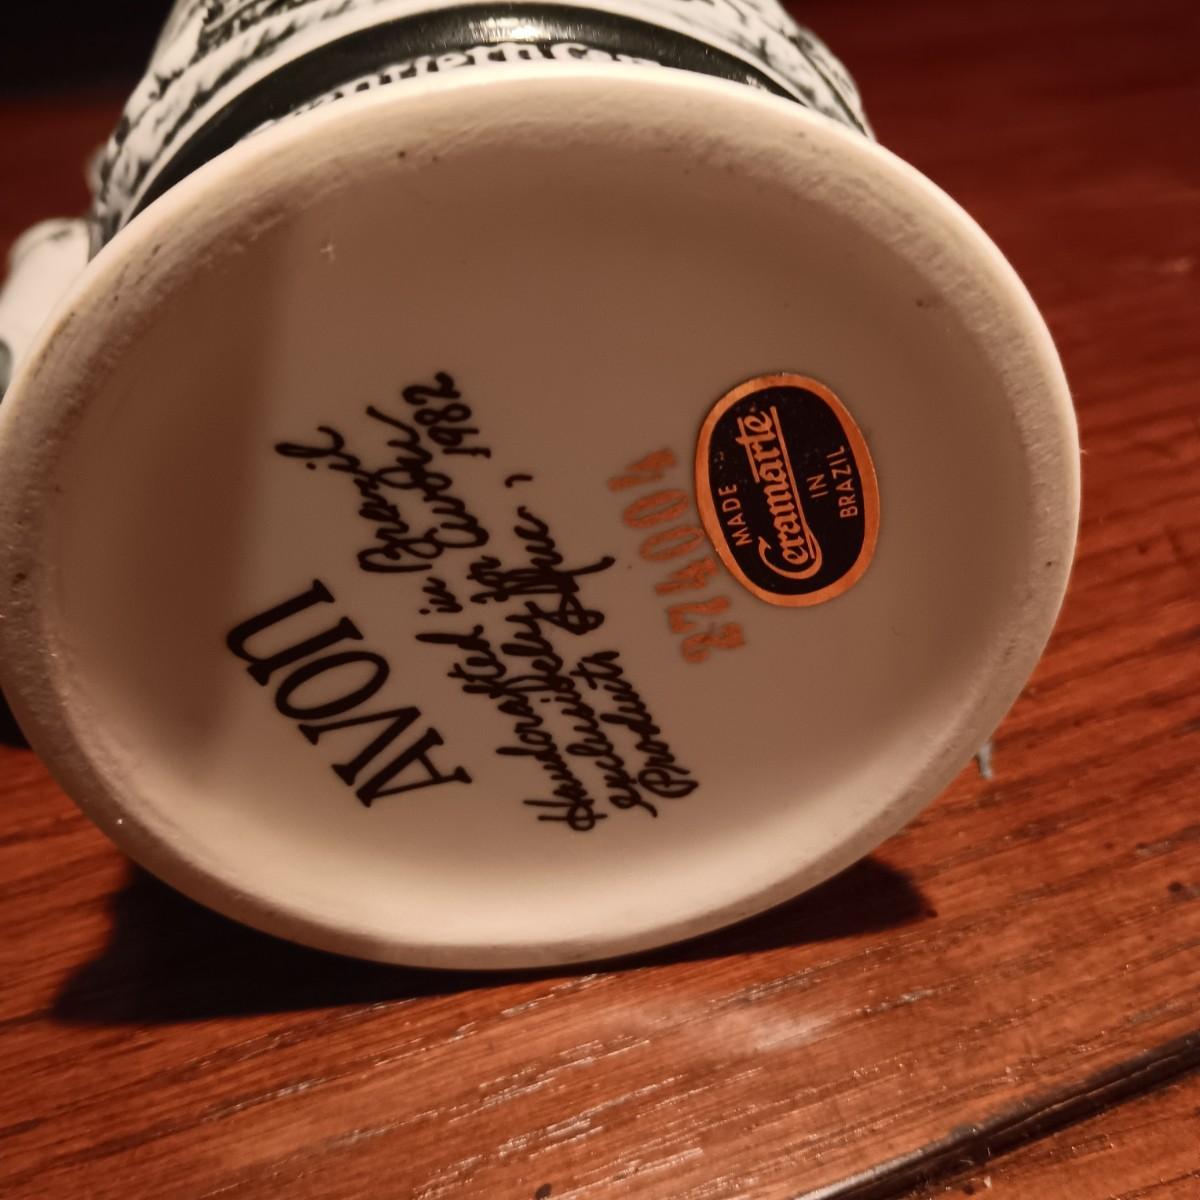 AVON
Handcrafted in Brazil
exclusively for Avon
Products, Inc., 1982
274004
MADE
Ceramarte
IN
BRAZIL